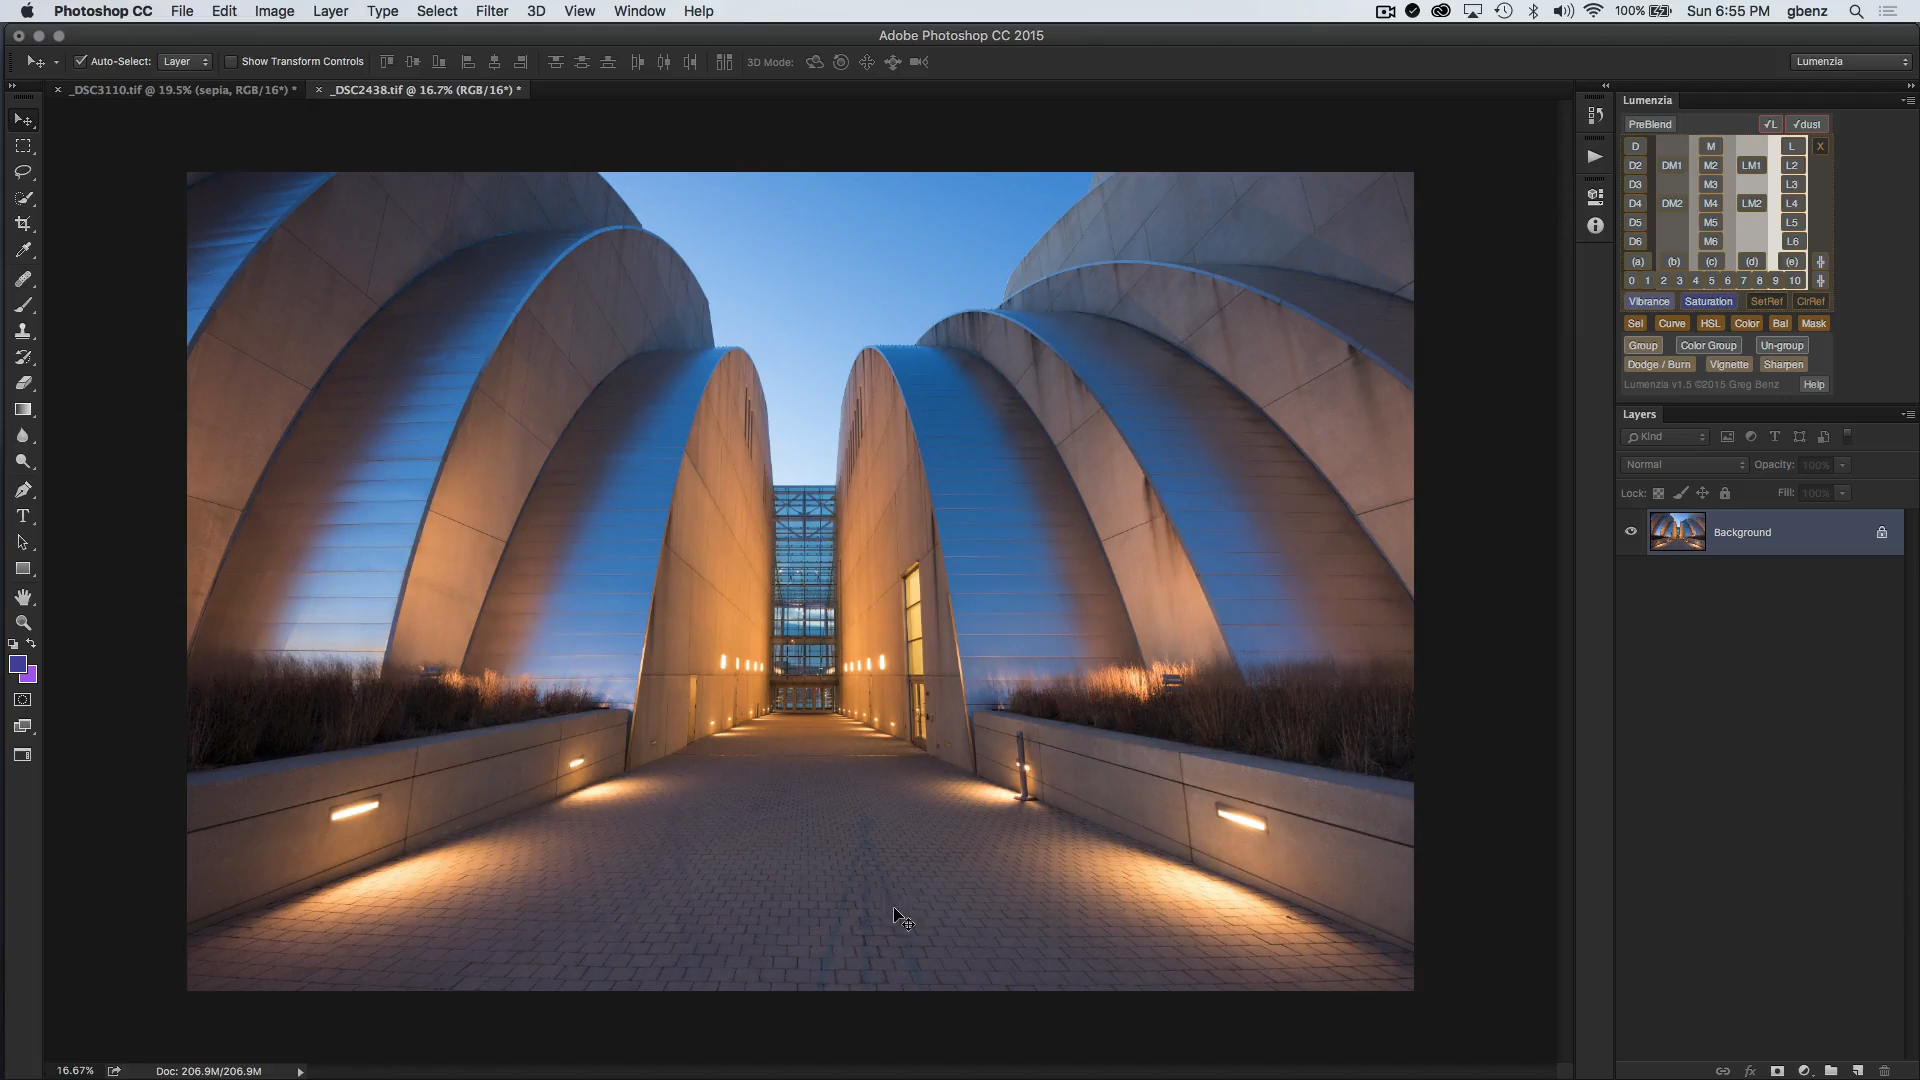 Photoshop CC File Edit Image Layer Type Select Filter 3D View Window Help 100% Sun 6:55 PM gbenz
Adobe Photoshop CC 2015
Auto-Select: Layer Show Transform Controls 3D Mode: Lumenzia
_DSC3110.tif @ 19.5% (sepia, RGB/16*) * _DSC2438.tif @ 16.7% (RGB/16*) *
Lumenzia
PreBlend √L √dust
D M L X
D2 DM1 M2 LM1 L2
D3 M3 L3
D4 DM2 M4 LM2 L4
D5 M5 L5
D6 M6 L6
(a) (b) (c) (d) (e)
0 1 2 3 4 5 6 7 8 9 10
Vibrance Saturation SetRef ClrRef
Sel Curve HSL Color Bal Mask
Group Color Group Un-group
Dodge / Burn Vignette Sharpen
Lumenzia v1.5 ©2015 Greg Benz Help
Layers
Kind
Normal Opacity: 100%
Lock: Fill: 100%
Background
16.67% Doc: 206.9M/206.9M